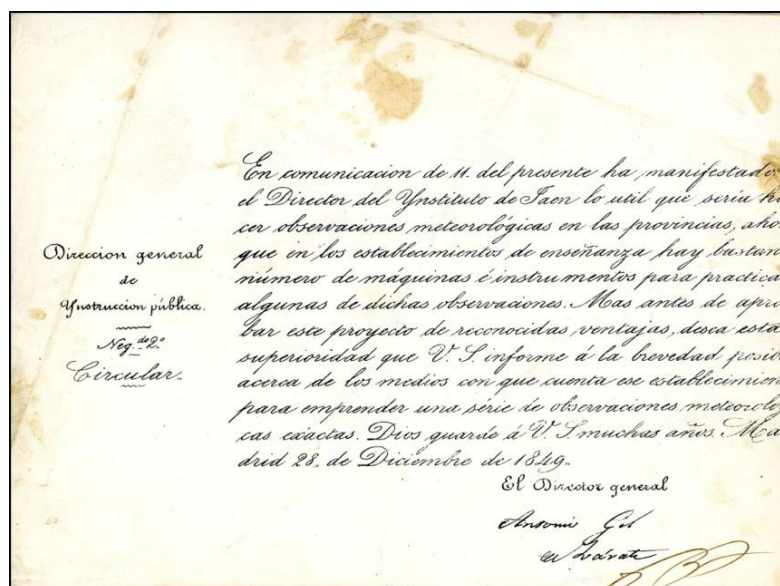 Direccion general
de
Ynstruccion pública.
Neg.do 2.o
Circular.
En comunicacion de 11. del presente ha manifestado
el Director del Ynstituto de Jaen lo util que seria ha
cer observaciones meteorológicas en las provincias, aho
que en los establecimientos de enseñanza hay bastan
número de máquinas é instrumentos para practica
algunas de dichas observaciones. Mas antes de apro
bar este proyecto de reconocidas ventajas, desea esta
superioridad que V. S. informe á la brevedad posib
acerca de los medios con que cuenta ese establecimien
para emprender una série de observaciones meteoroló
cas exáctas. Dios guarde á V. S. muchas años. Ma
drid 28. de Diciembre de 1849.
El Director general
Antonio Gil
de Zárate